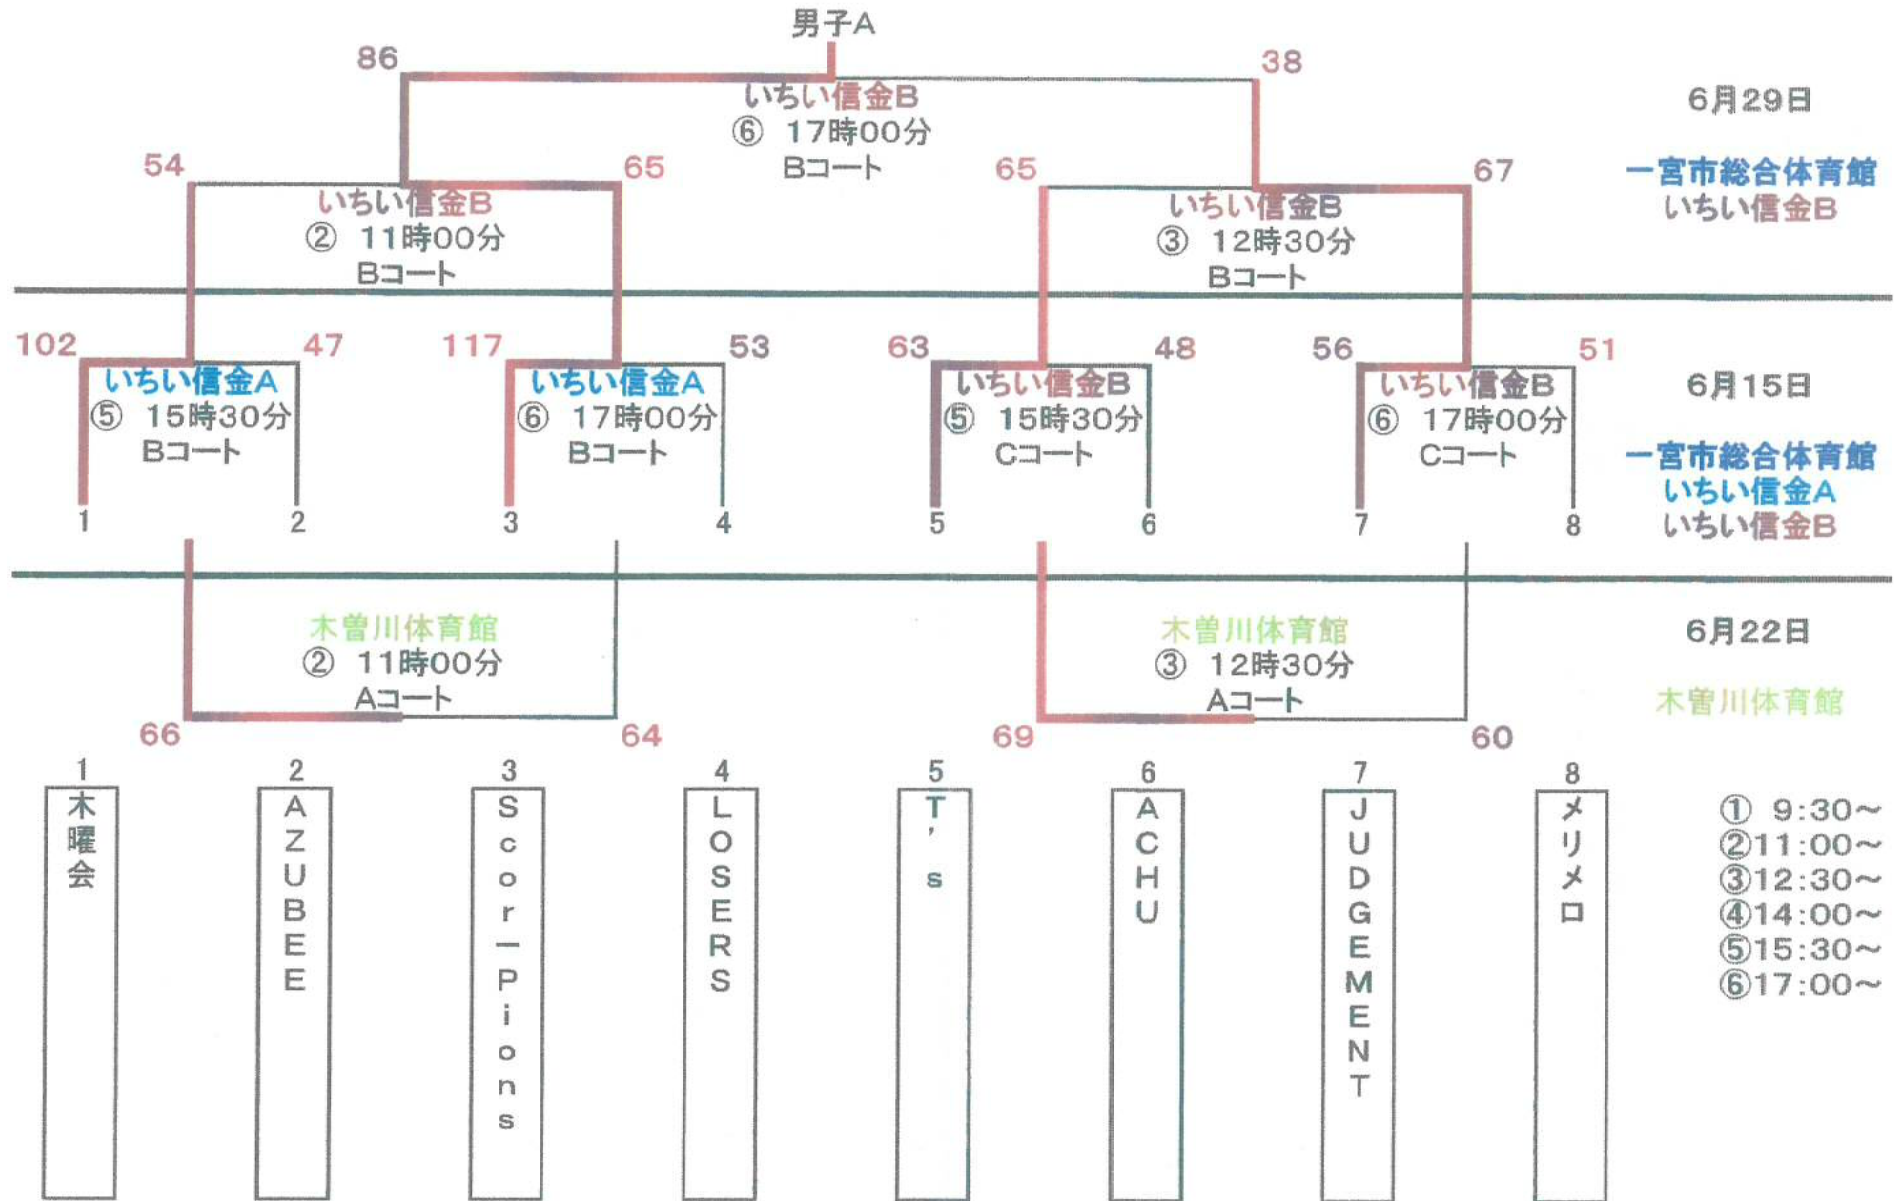 男子A
86
38
いちい信金B
⑥ 17時00分
Bコート
6月29日
一宮市総合体育館
いちい信金B
54
65
いちい信金B
② 11時00分
Bコート
65
67
いちい信金B
③ 12時30分
Bコート
102
47
いちい信金A
⑤ 15時30分
Bコート
117
53
いちい信金A
⑥ 17時00分
Bコート
63
48
いちい信金B
⑤ 15時30分
Cコート
56
51
いちい信金B
⑥ 17時00分
Cコート
6月15日
一宮市総合体育館
いちい信金A
いちい信金B
1
2
3
4
5
6
7
8
木曽川体育館
② 11時00分
Aコート
66
64
木曽川体育館
③ 12時30分
Aコート
69
60
6月22日
木曽川体育館
1
木曜会
2
AZUBEE
3
Scor-Pions
4
LOSERS
5
T's
6
ACHU
7
JUDGEMENT
8
メリメロ
① 9:30~
②11:00~
③12:30~
④14:00~
⑤15:30~
⑥17:00~